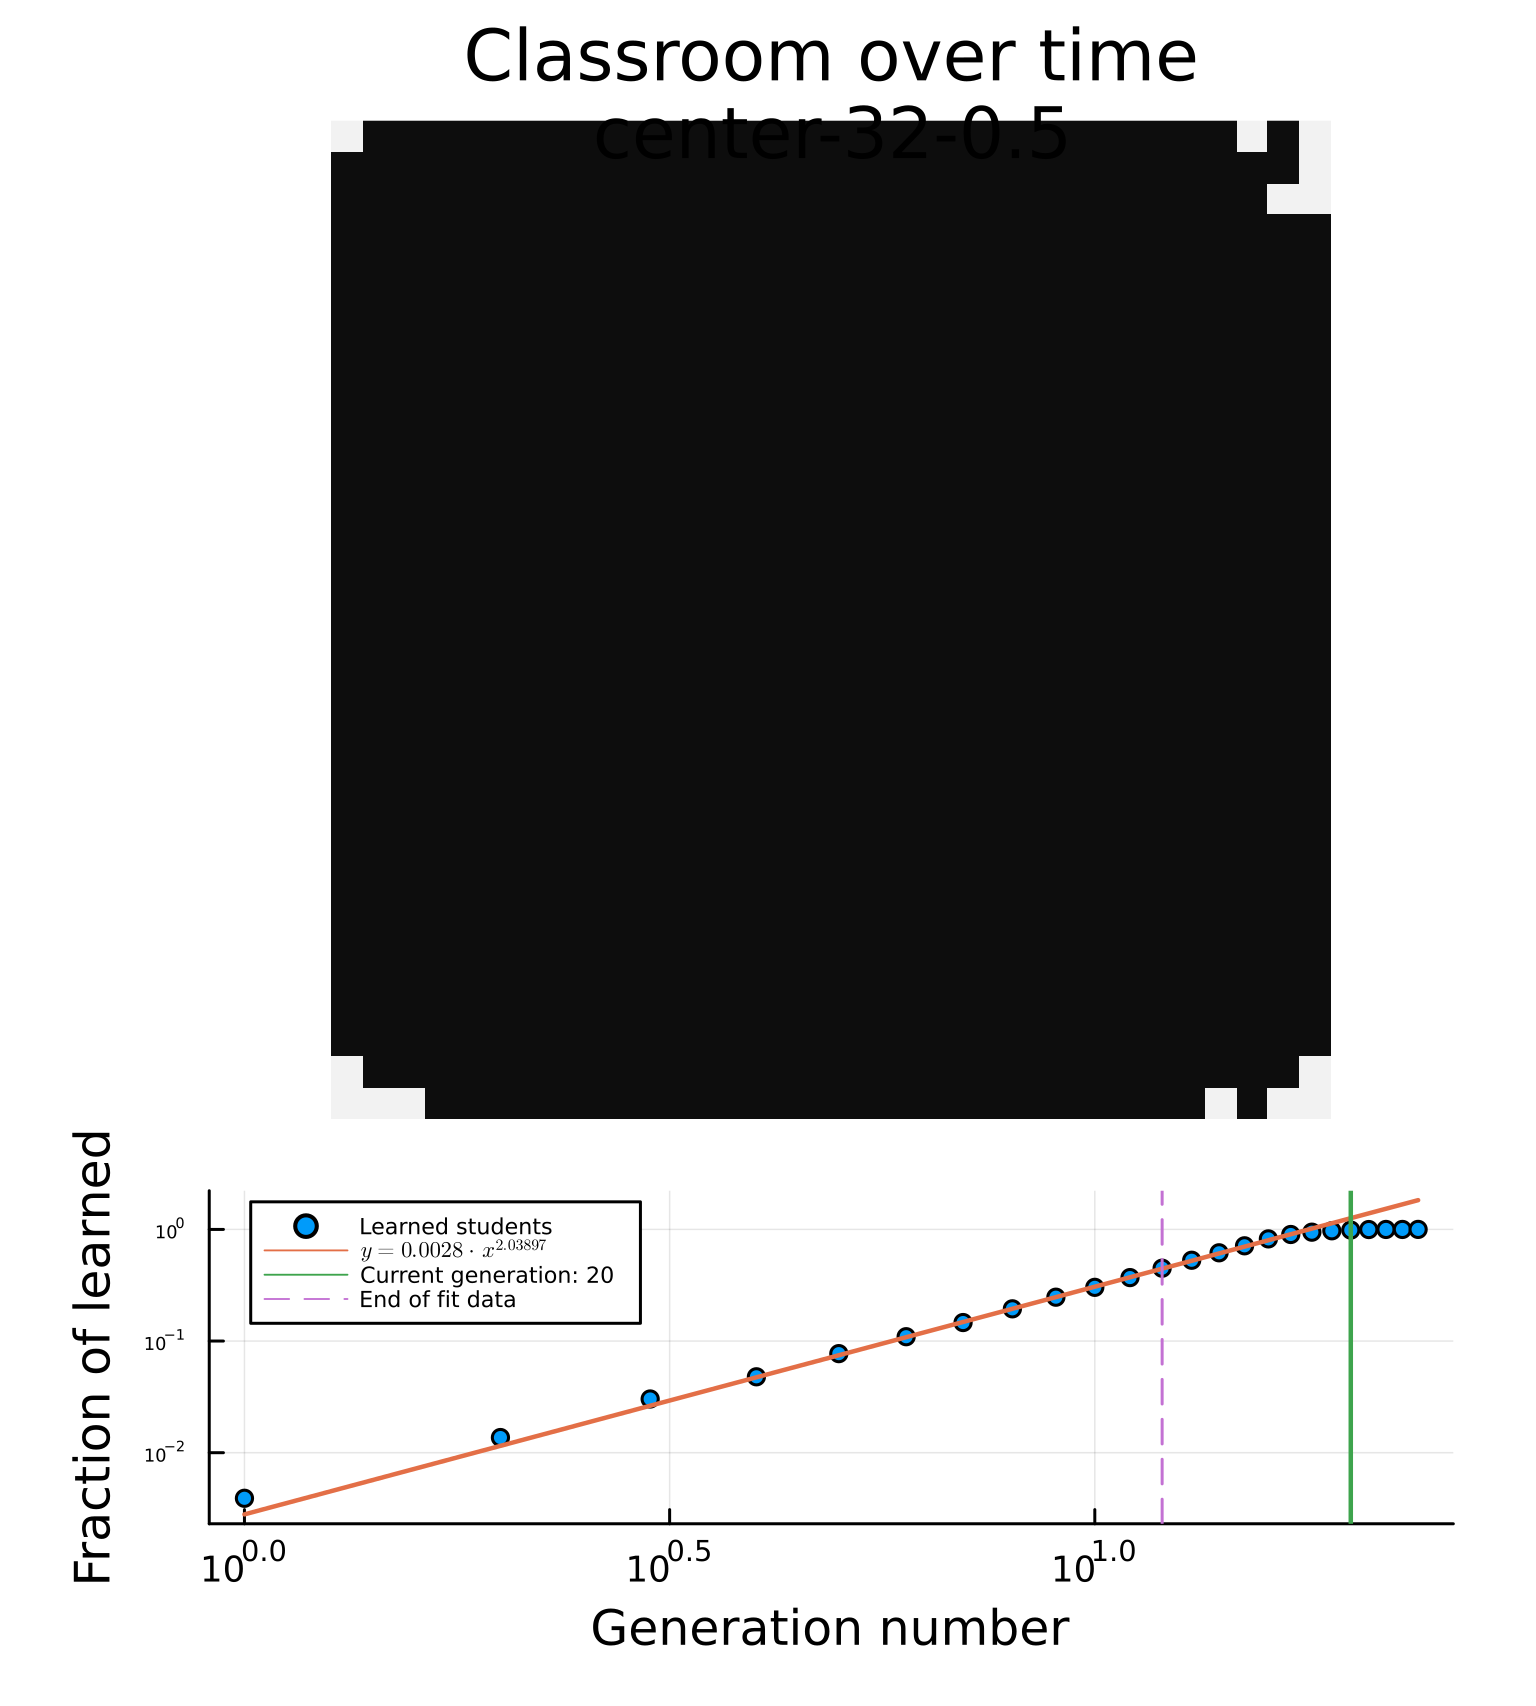 Classroom over time
center-32-0.5
Fraction of learned
10⁰
10⁻¹
10⁻²
Learned students
y = 0.0028 · x^2.03897
Current generation: 20
End of fit data
10^0.0
10^0.5
10^1.0
Generation number